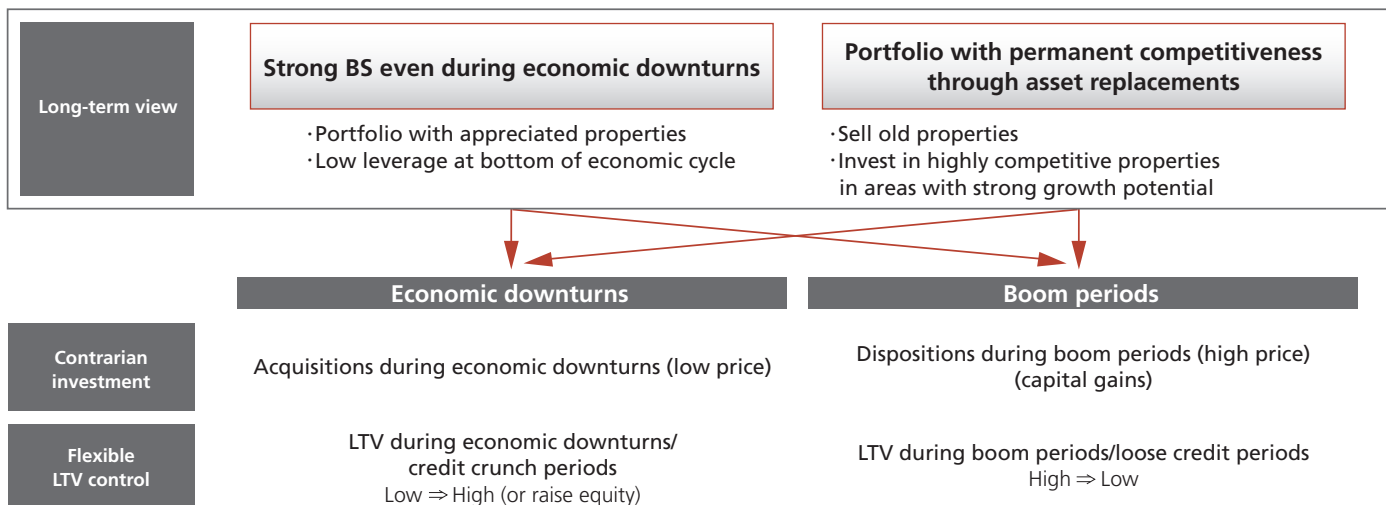 Long-term view
Strong BS even during economic downturns
·Portfolio with appreciated properties
·Low leverage at bottom of economic cycle
Portfolio with permanent competitiveness
through asset replacements
·Sell old properties
·Invest in highly competitive properties
in areas with strong growth potential
Economic downturns
Boom periods
Contrarian
investment
Acquisitions during economic downturns (low price)
Dispositions during boom periods (high price)
(capital gains)
Flexible
LTV control
LTV during economic downturns/
credit crunch periods
Low ⇒ High (or raise equity)
LTV during boom periods/loose credit periods
High ⇒ Low